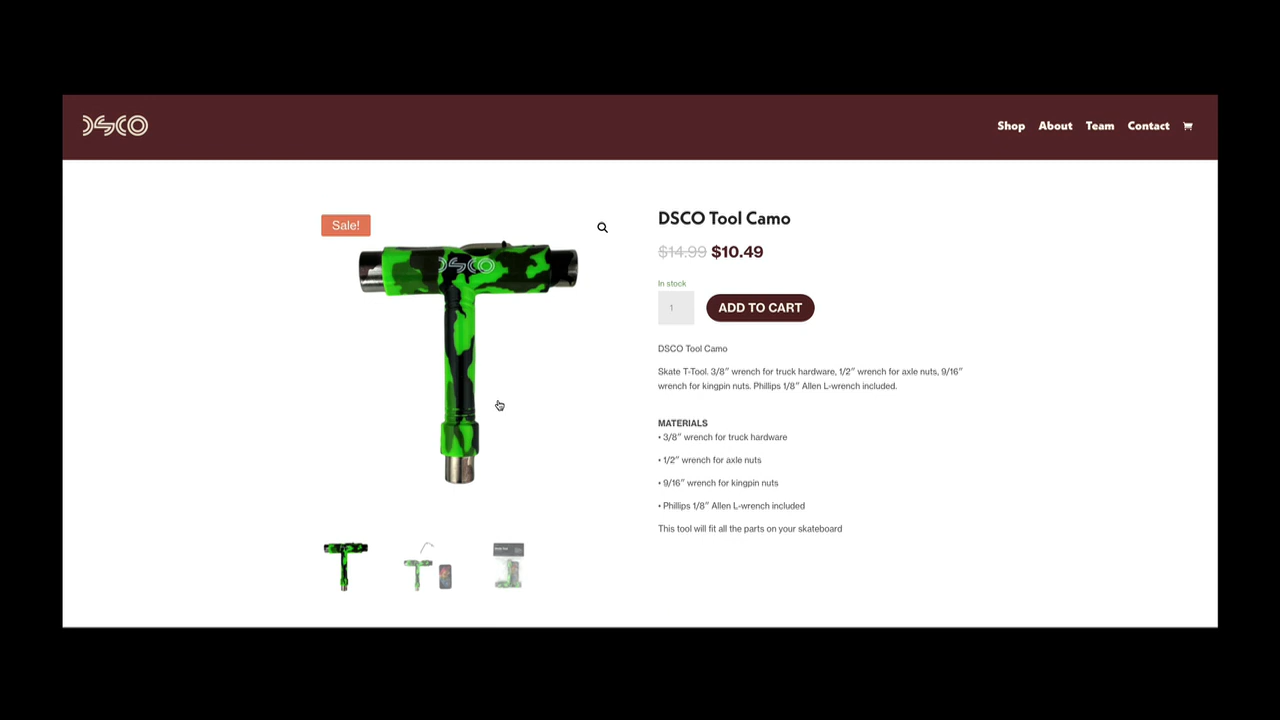 DSCO
Shop About Team Contact
Sale!
DSCO
DSCO Tool Camo
$14.99 $10.49
In stock
1
ADD TO CART
DSCO Tool Camo
Skate T-Tool. 3/8″ wrench for truck hardware, 1/2″ wrench for axle nuts, 9/16″
wrench for kingpin nuts. Phillips 1/8″ Allen L-wrench included.
MATERIALS
• 3/8″ wrench for truck hardware
• 1/2″ wrench for axle nuts
• 9/16″ wrench for kingpin nuts
• Phillips 1/8″ Allen L-wrench included
This tool will fit all the parts on your skateboard